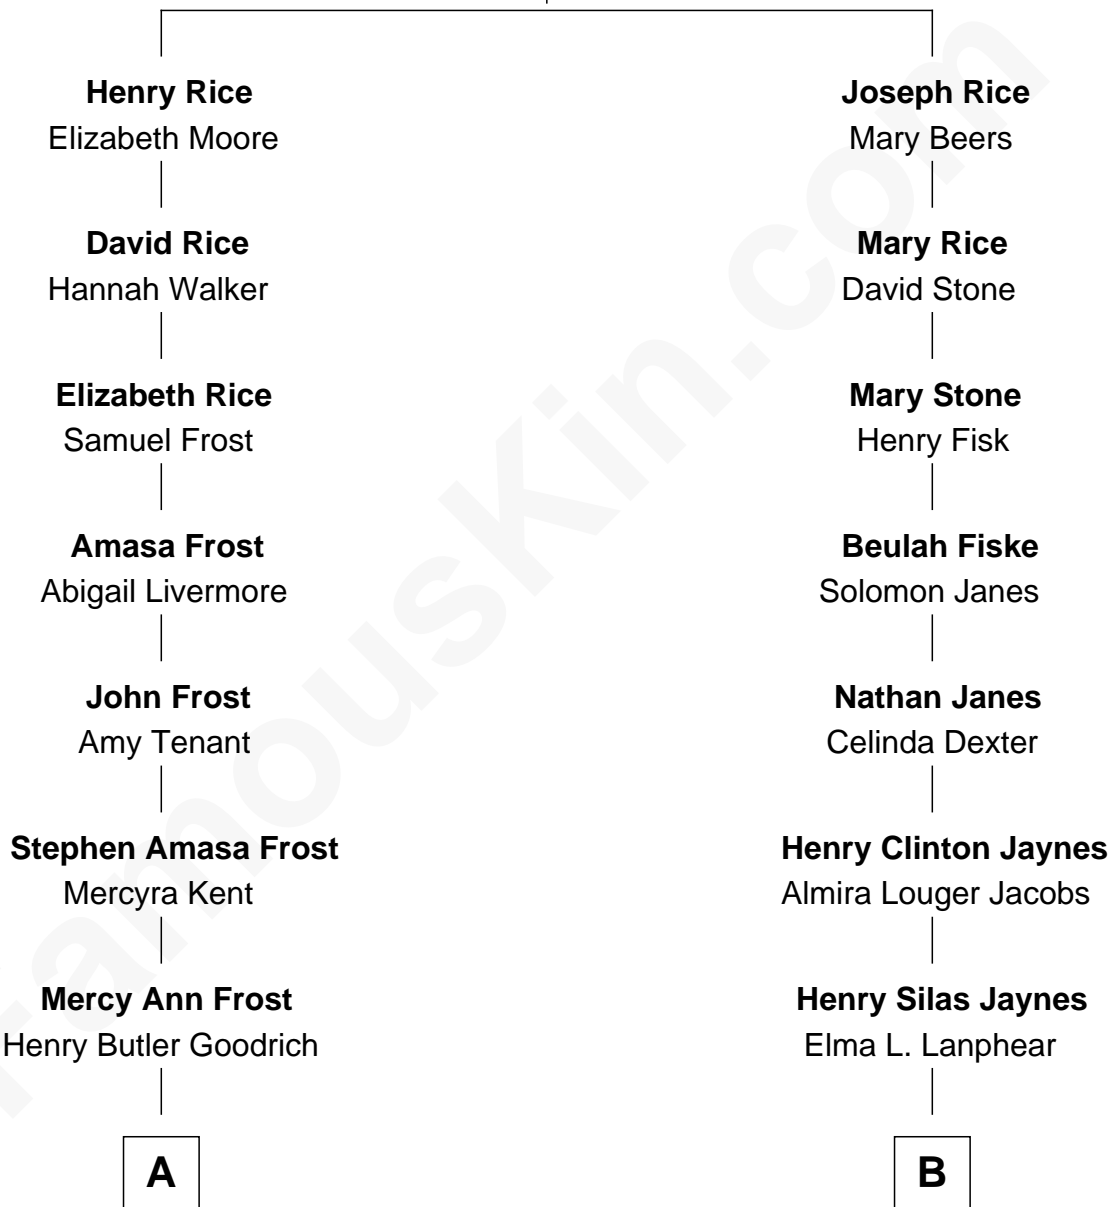 Henry Rice
Elizabeth Moore
David Rice
Hannah Walker
Elizabeth Rice
Samuel Frost
Amasa Frost
Abigail Livermore
John Frost
Amy Tenant
Stephen Amasa Frost
Mercyra Kent
Mercy Ann Frost
Henry Butler Goodrich
A
Joseph Rice
Mary Beers
Mary Rice
David Stone
Mary Stone
Henry Fisk
Beulah Fiske
Solomon Janes
Nathan Janes
Celinda Dexter
Henry Clinton Jaynes
Almira Louger Jacobs
Henry Silas Jaynes
Elma L. Lanphear
B
FamousKin.com